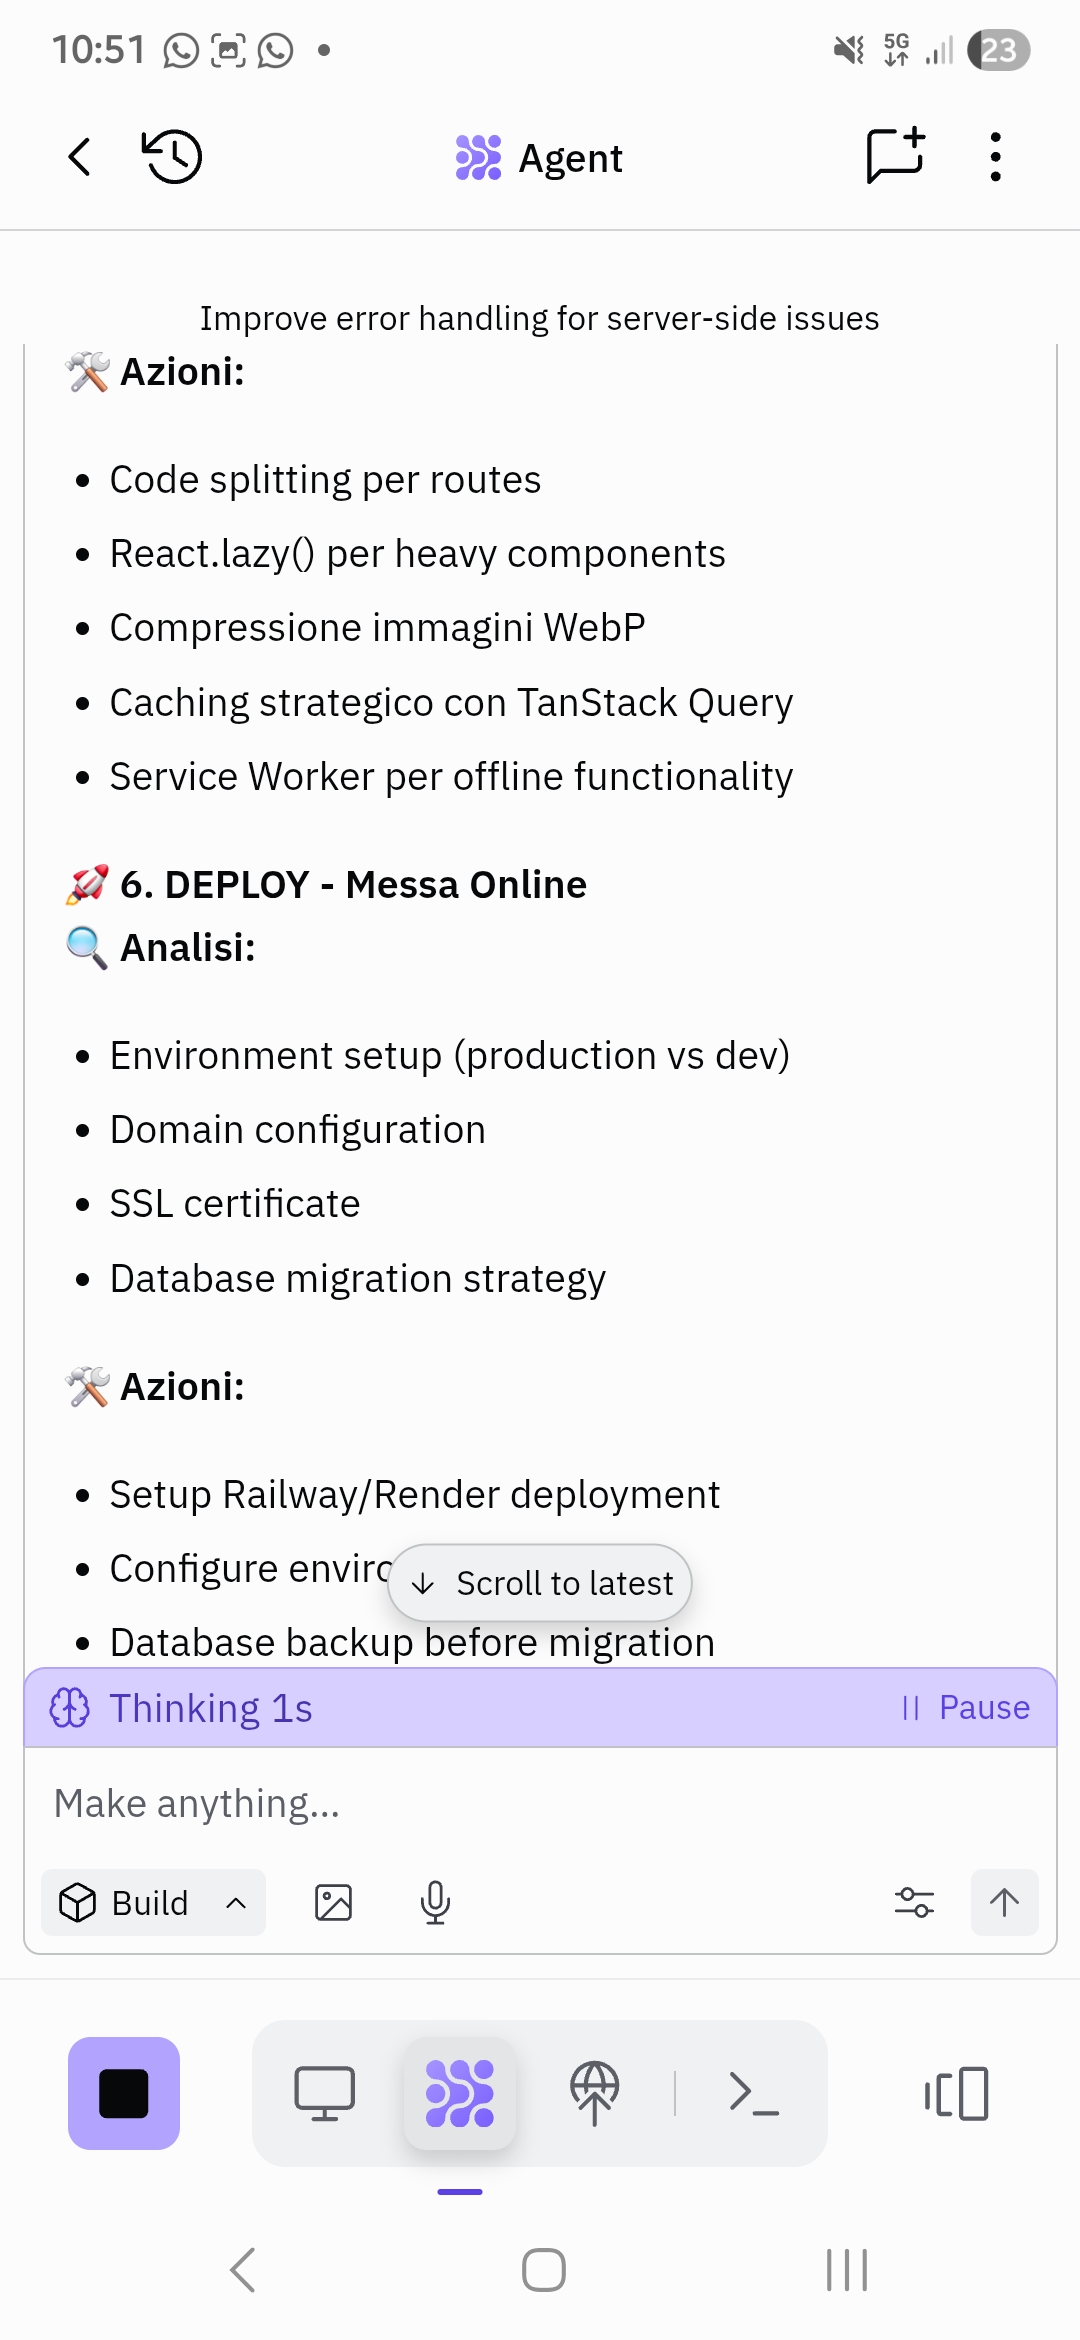 10:51
5G
23
Agent
Improve error handling for server-side issues
🛠️ Azioni:
• Code splitting per routes
• React.lazy() per heavy components
• Compressione immagini WebP
• Caching strategico con TanStack Query
• Service Worker per offline functionality
🚀 6. DEPLOY - Messa Online
🔍 Analisi:
• Environment setup (production vs dev)
• Domain configuration
• SSL certificate
• Database migration strategy
🛠️ Azioni:
• Setup Railway/Render deployment
• Configure
Scroll to latest
• Database backup before migration
Thinking 1s
Pause
Make anything...
Build